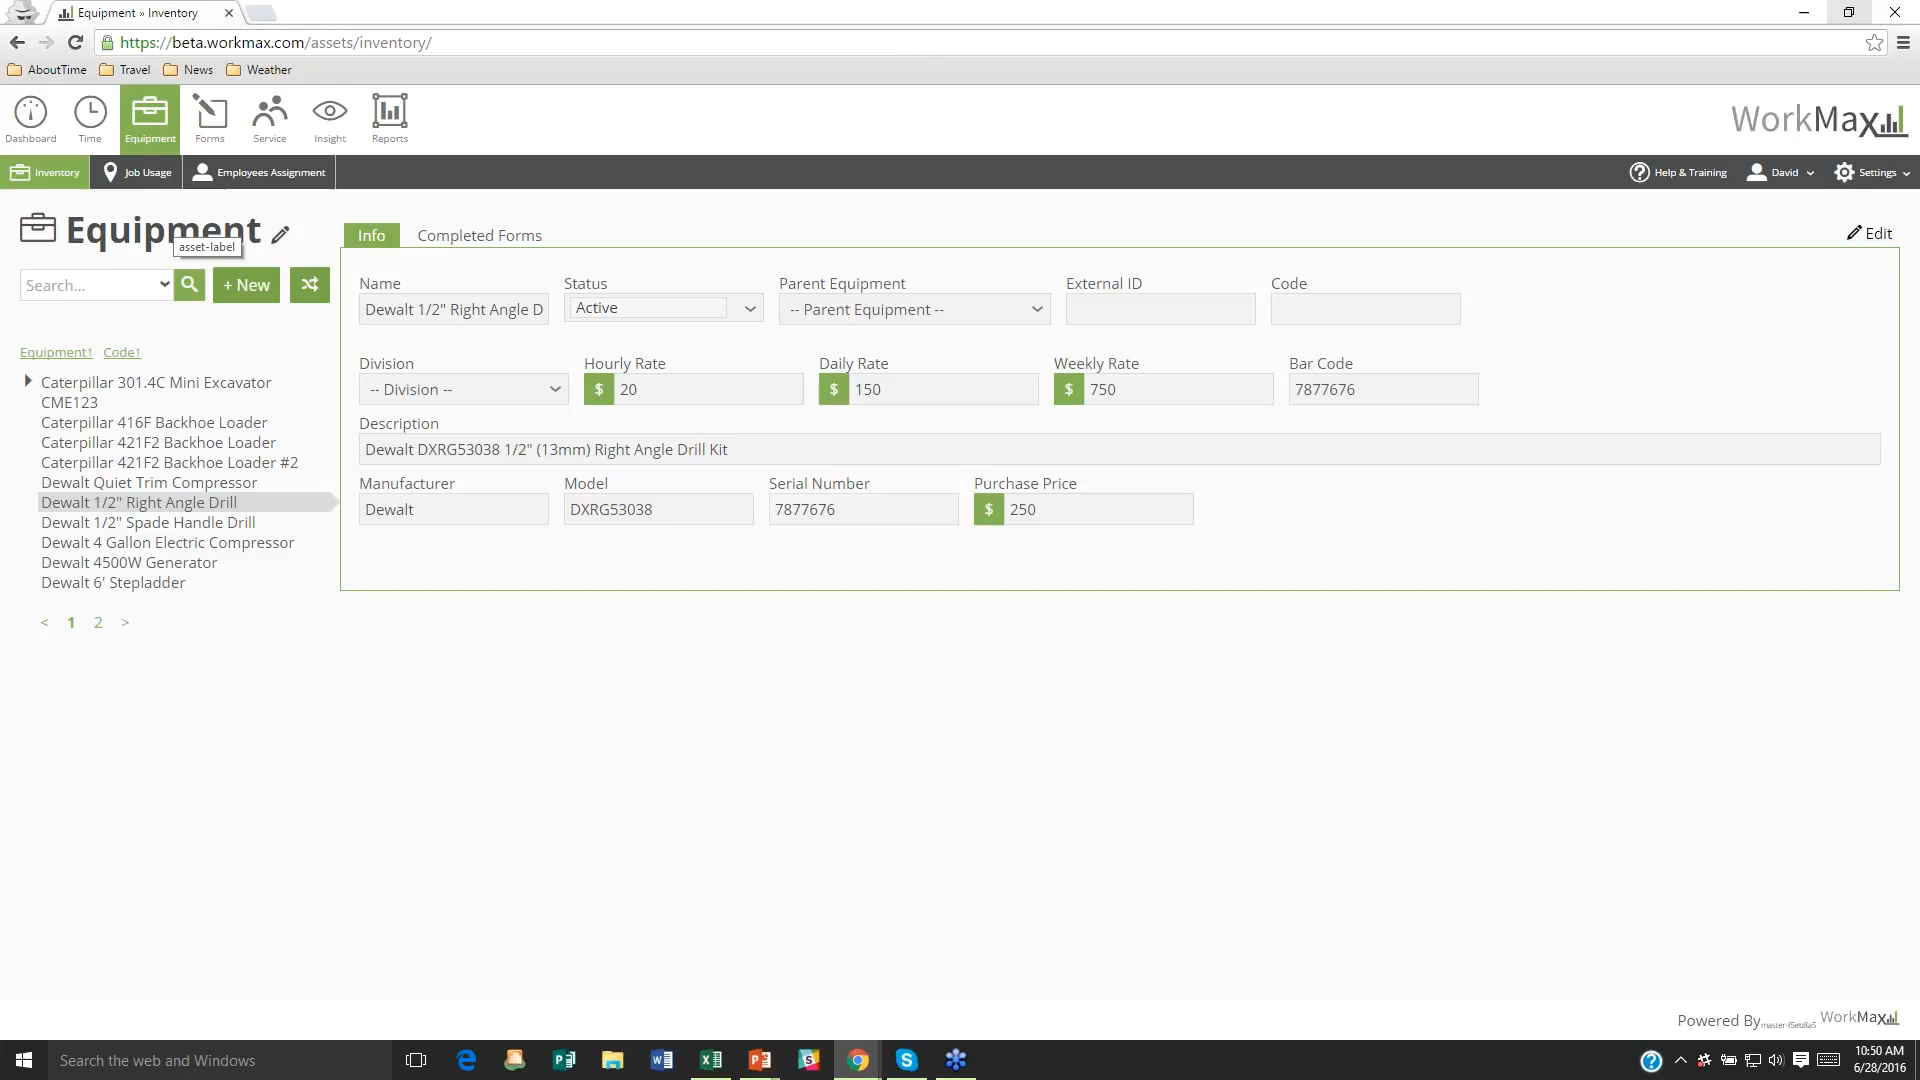 Equipment » Inventory
https://beta.workmax.com/assets/inventory/
AboutTime Travel News Weather
Dashboard Time Equipment Forms Service Insight Reports
WorkMax
Inventory Job Usage Employees Assignment Help & Training David Settings
Equipment
asset-label
Info Completed Forms Edit
Search... + New
Name Status Parent Equipment External ID Code
Dewalt 1/2" Right Angle D Active -- Parent Equipment --
Equipment↑ Code↑
Division Hourly Rate Daily Rate Weekly Rate Bar Code
-- Division -- $ 20 $ 150 $ 750 7877676
Description
Dewalt DXRG53038 1/2" (13mm) Right Angle Drill Kit
Manufacturer Model Serial Number Purchase Price
Dewalt DXRG53038 7877676 $ 250
Caterpillar 301.4C Mini Excavator
CME123
Caterpillar 416F Backhoe Loader
Caterpillar 421F2 Backhoe Loader
Caterpillar 421F2 Backhoe Loader #2
Dewalt Quiet Trim Compressor
Dewalt 1/2" Right Angle Drill
Dewalt 1/2" Spade Handle Drill
Dewalt 4 Gallon Electric Compressor
Dewalt 4500W Generator
Dewalt 6' Stepladder
< 1 2 >
Powered By master-f5eb8a5 WorkMax
Search the web and Windows
10:50 AM
6/28/2016